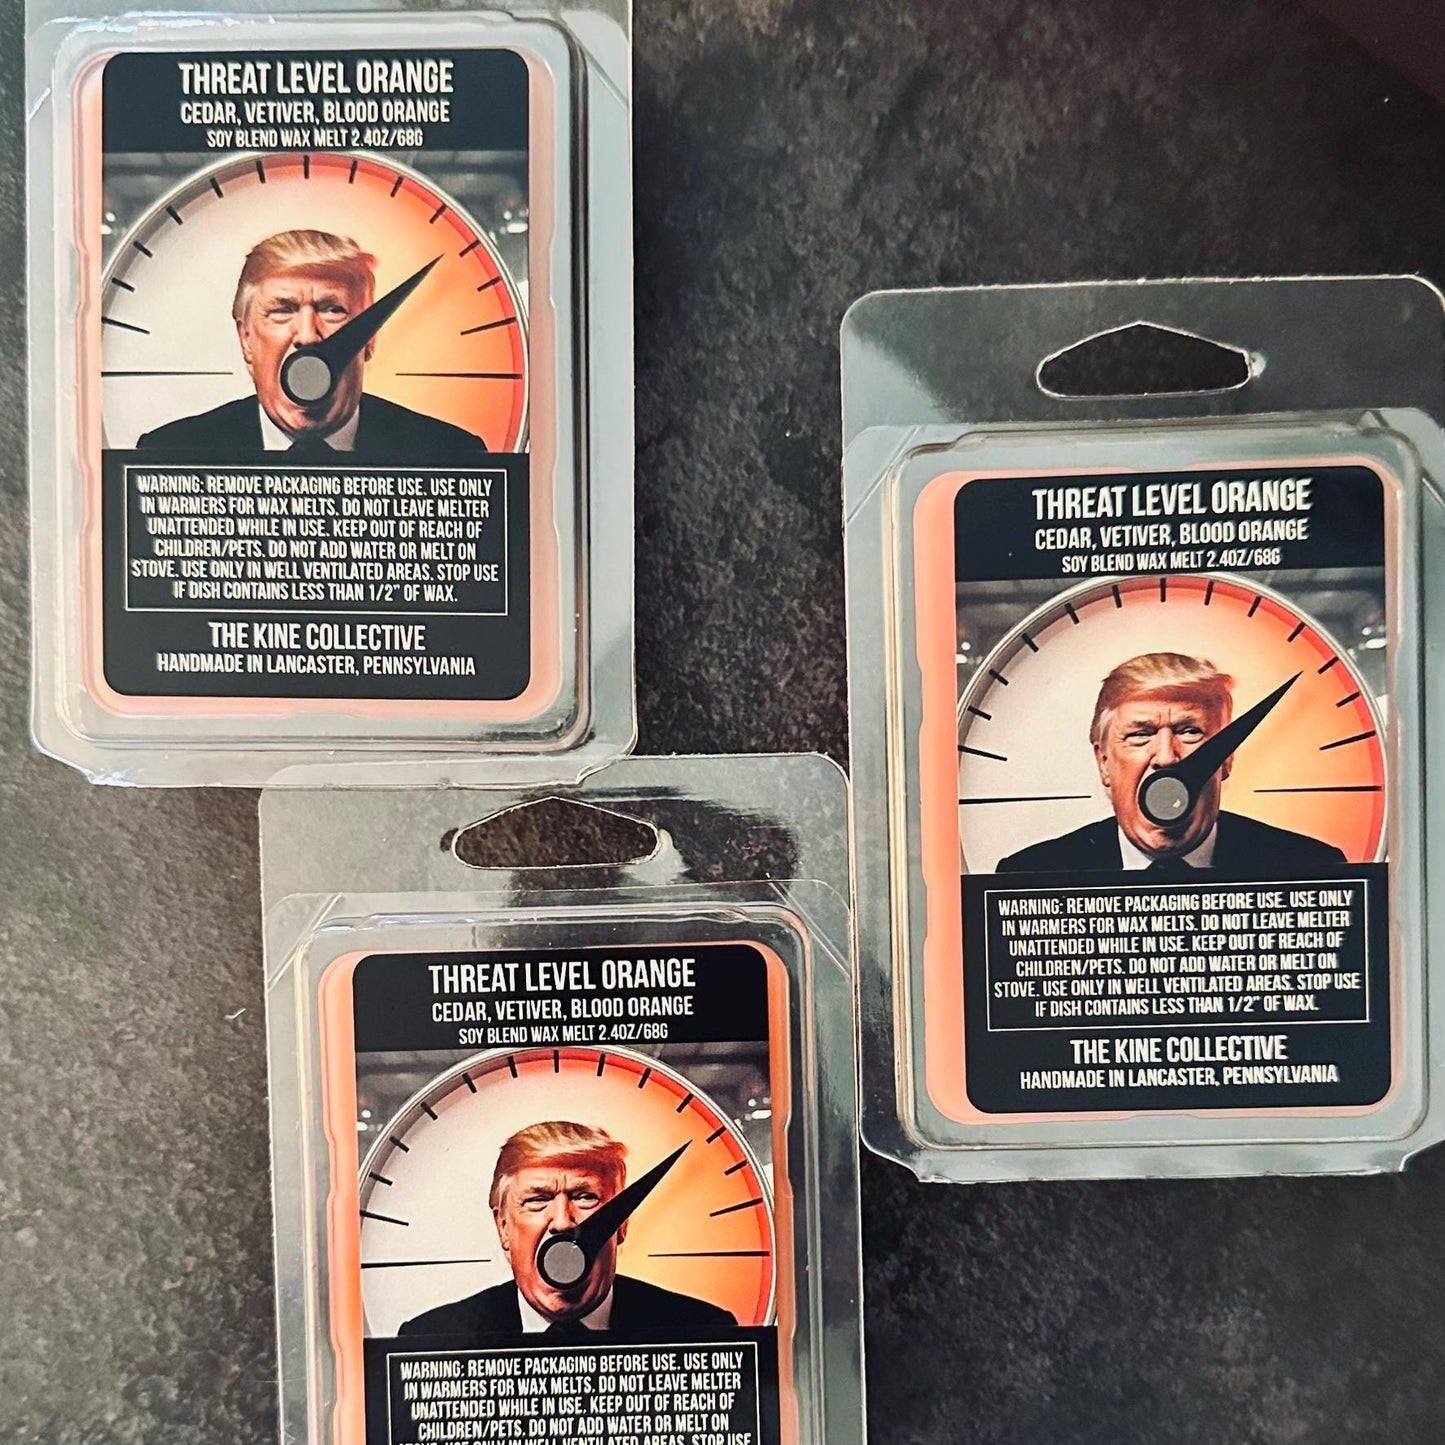 THREAT LEVEL ORANGE
CEDAR, VETIVER, BLOOD ORANGE
SOY BLEND WAX MELT 2.4OZ/68G
WARNING: REMOVE PACKAGING BEFORE USE. USE ONLY
IN WARMERS FOR WAX MELTS. DO NOT LEAVE MELTER
UNATTENDED WHILE IN USE. KEEP OUT OF REACH OF
CHILDREN/PETS. DO NOT ADD WATER OR MELT ON
STOVE. USE ONLY IN WELL VENTILATED AREAS. STOP USE
IF DISH CONTAINS LESS THAN 1/2" OF WAX.
THE KINE COLLECTIVE
HANDMADE IN LANCASTER, PENNSYLVANIA
THREAT LEVEL ORANGE
CEDAR, VETIVER, BLOOD ORANGE
SOY BLEND WAX MELT 2.4OZ/68G
WARNING: REMOVE PACKAGING BEFORE USE. USE ONLY
IN WARMERS FOR WAX MELTS. DO NOT LEAVE MELTER
UNATTENDED WHILE IN USE. KEEP OUT OF REACH OF
CHILDREN/PETS. DO NOT ADD WATER OR MELT ON
STOVE. USE ONLY IN WELL VENTILATED AREAS. STOP USE
IF DISH CONTAINS LESS THAN 1/2" OF WAX.
THE KINE COLLECTIVE
HANDMADE IN LANCASTER, PENNSYLVANIA
THREAT LEVEL ORANGE
CEDAR, VETIVER, BLOOD ORANGE
SOY BLEND WAX MELT 2.4OZ/68G
WARNING: REMOVE PACKAGING BEFORE USE. USE ONLY
IN WARMERS FOR WAX MELTS. DO NOT LEAVE MELTER
UNATTENDED WHILE IN USE. KEEP OUT OF REACH OF
CHILDREN/PETS. DO NOT ADD WATER OR MELT ON
STOVE. USE ONLY IN WELL VENTILATED AREAS. STOP USE